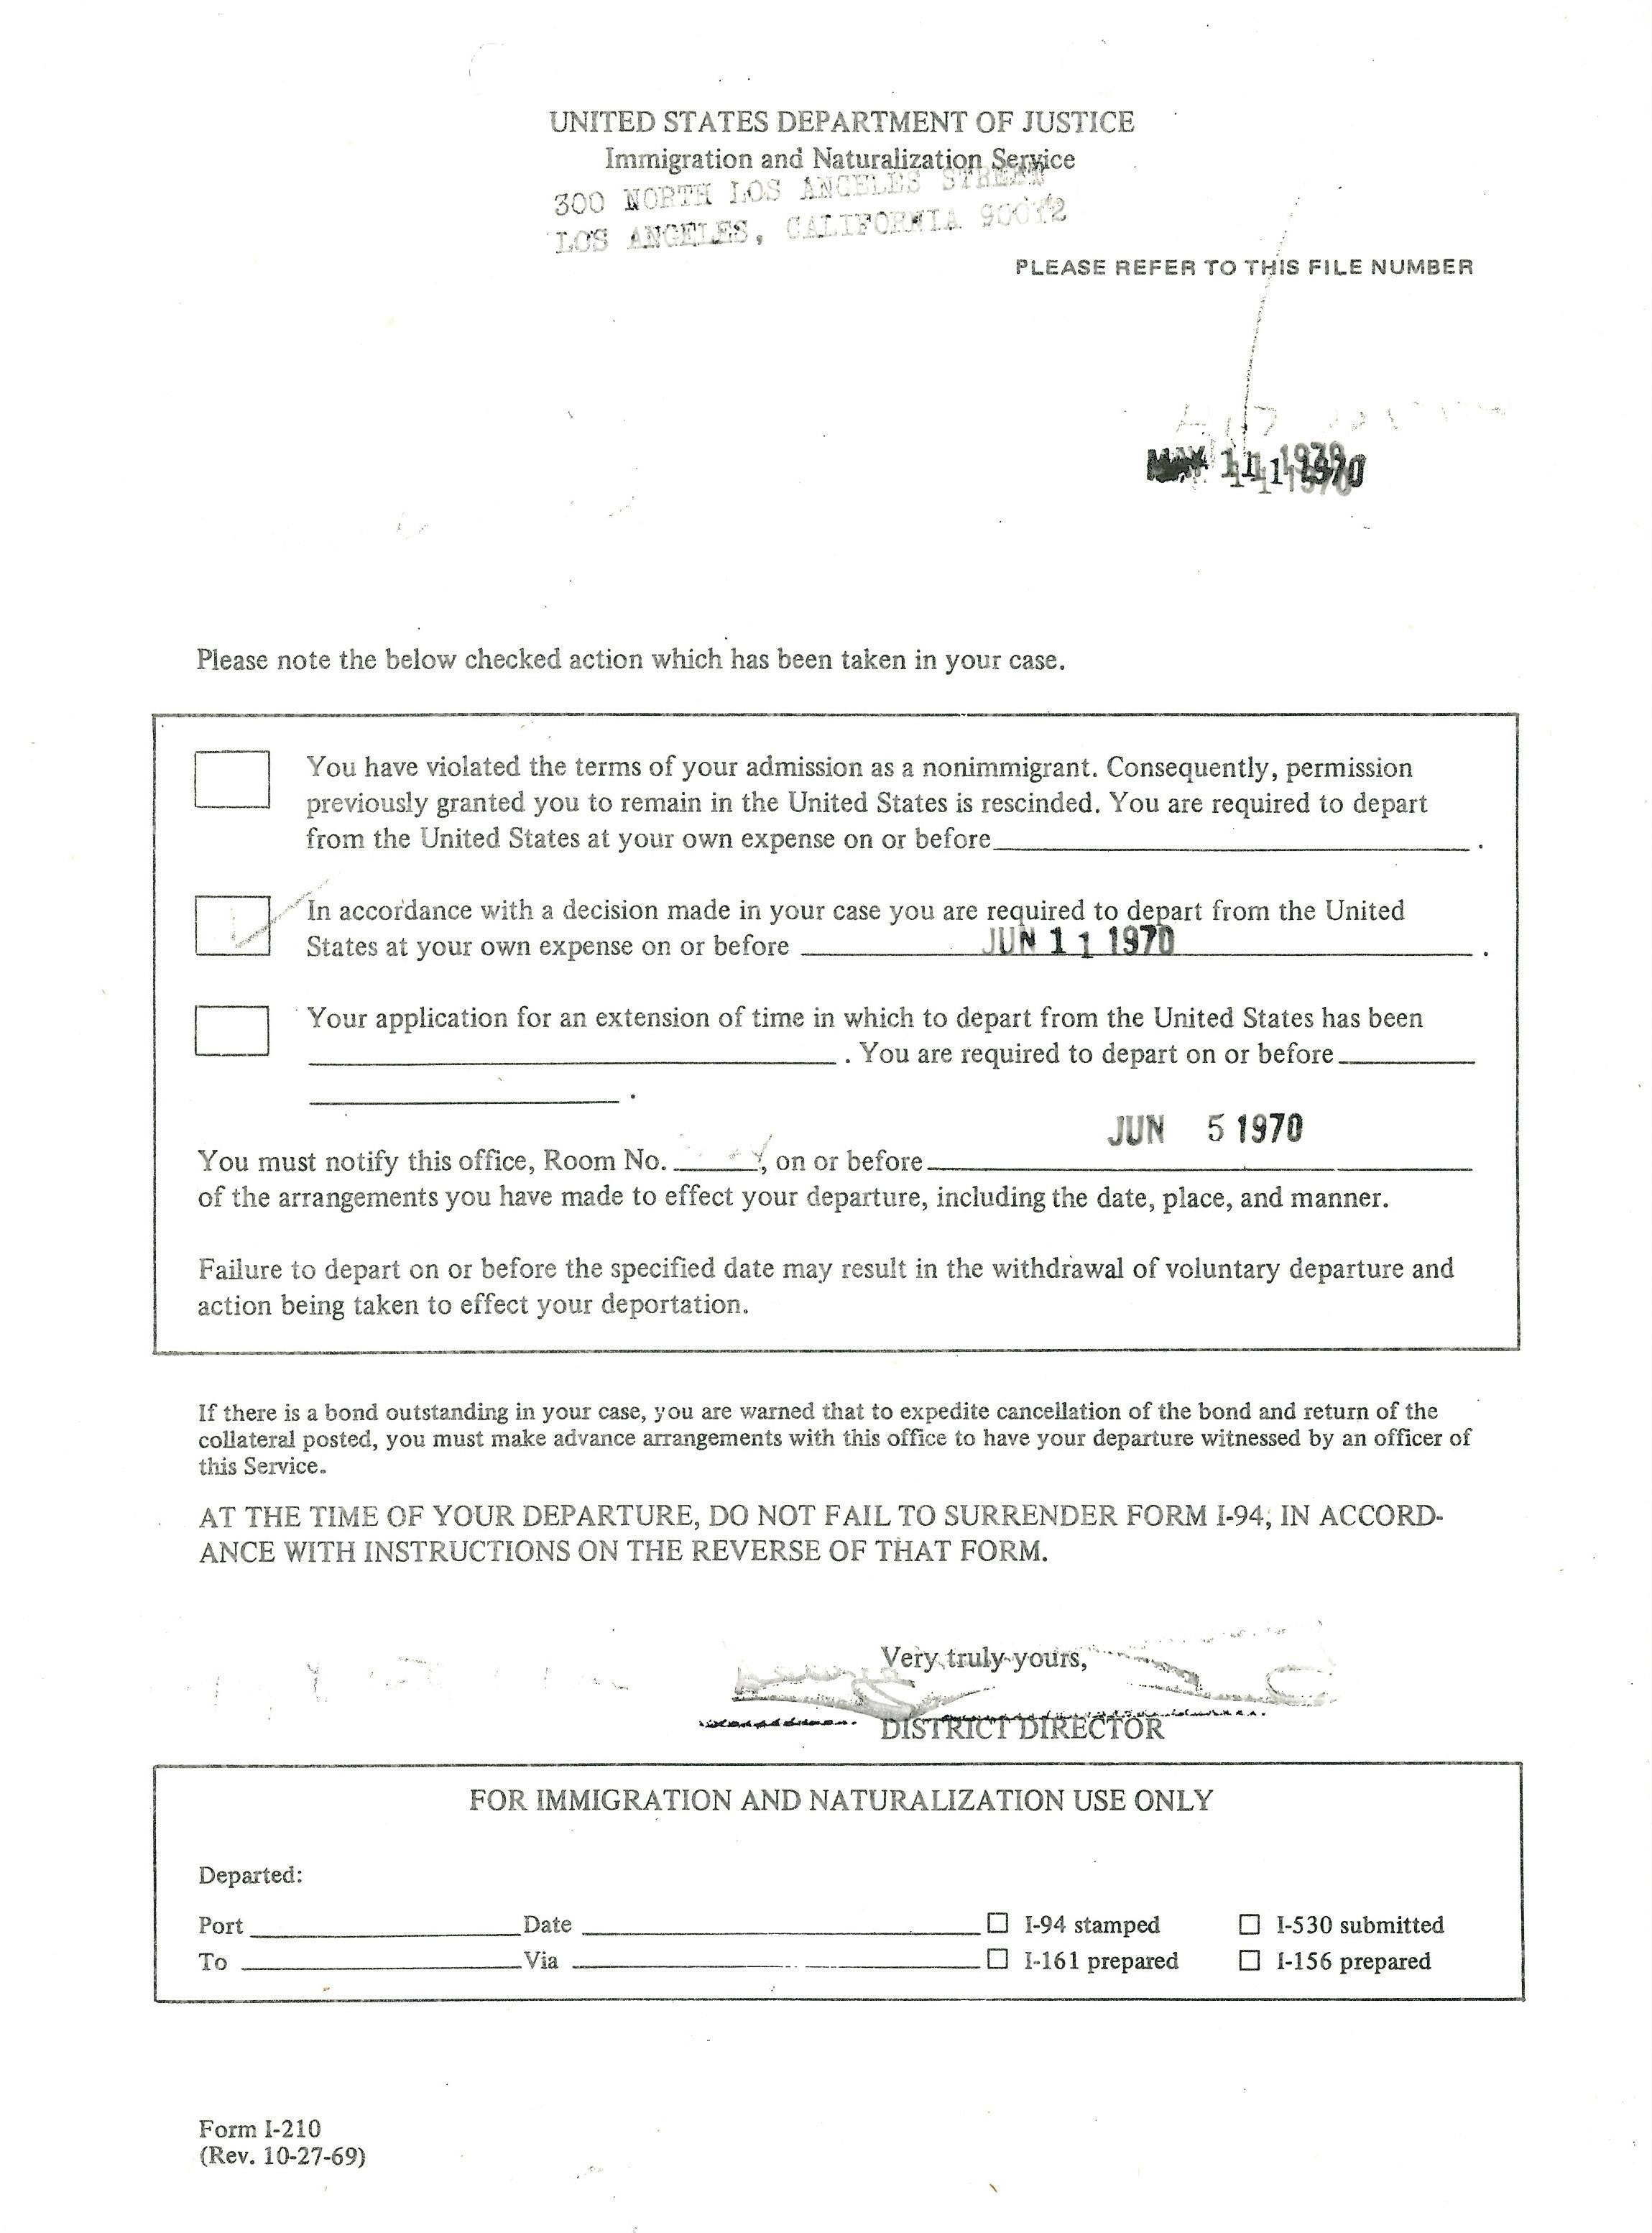 UNITED STATES DEPARTMENT OF JUSTICE
Immigration and Naturalization Service
300 NORTH LOS ANGELES STREET
LOS ANGELES, CALIFORNIA 90012
PLEASE REFER TO THIS FILE NUMBER
MAY 11 1970
Please note the below checked action which has been taken in your case.
You have violated the terms of your admission as a nonimmigrant. Consequently, permission
previously granted you to remain in the United States is rescinded. You are required to depart
from the United States at your own expense on or before .
In accordance with a decision made in your case you are required to depart from the United
States at your own expense on or before JUN 11 1970 .
Your application for an extension of time in which to depart from the United States has been
. You are required to depart on or before
.
JUN 5 1970
You must notify this office, Room No. , on or before
of the arrangements you have made to effect your departure, including the date, place, and manner.
Failure to depart on or before the specified date may result in the withdrawal of voluntary departure and
action being taken to effect your deportation.
If there is a bond outstanding in your case, you are warned that to expedite cancellation of the bond and return of the
collateral posted, you must make advance arrangements with this office to have your departure witnessed by an officer of
this Service.
AT THE TIME OF YOUR DEPARTURE, DO NOT FAIL TO SURRENDER FORM I-94, IN ACCORD-
ANCE WITH INSTRUCTIONS ON THE REVERSE OF THAT FORM.
Very truly yours,
DISTRICT DIRECTOR
FOR IMMIGRATION AND NATURALIZATION USE ONLY
Departed:
Port Date I-94 stamped I-530 submitted
To Via I-161 prepared I-156 prepared
Form I-210
(Rev. 10-27-69)